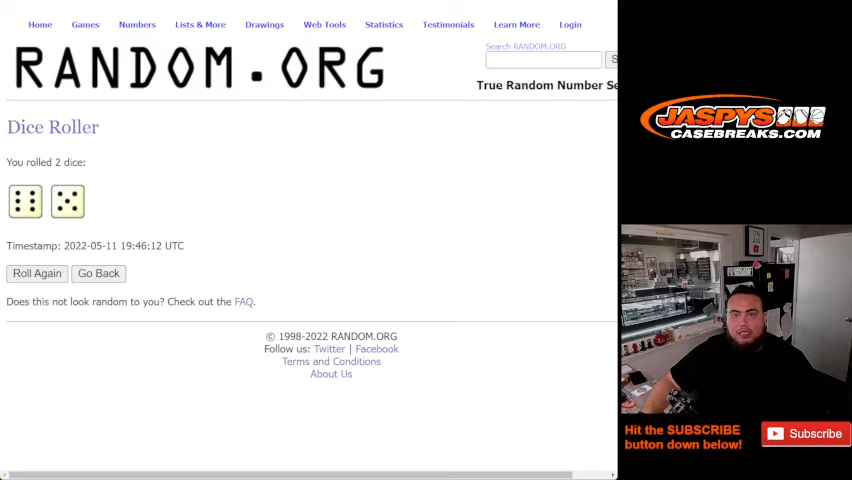 Home Games Numbers Lists & More Drawings Web Tools Statistics Testimonials Learn More Login
RANDOM.ORG
Search RANDOM.ORG
S
True Random Number Se
Dice Roller
You rolled 2 dice:
Timestamp: 2022-05-11 19:46:12 UTC
Roll Again Go Back
Does this not look random to you? Check out the FAQ.
© 1998-2022 RANDOM.ORG
Follow us: Twitter | Facebook
Terms and Conditions
About Us
JASPYS
CASEBREAKS.COM
ON
AIR
Hit the SUBSCRIBE
button down below!
Subscribe